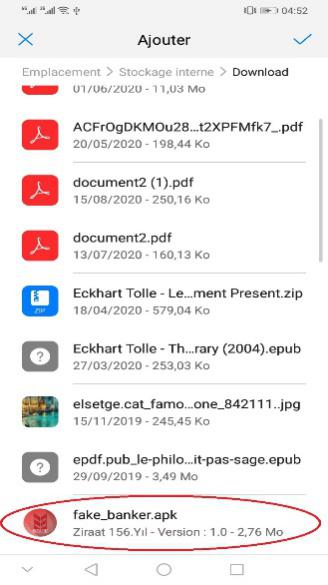 04:52
Ajouter
Emplacement > Stockage interne > Download
01/06/2020 - 11,03 Mo
ACFrOgDKMOu28...t2XPFMfk7_.pdf
20/05/2020 - 198,44 Ko
document2 (1).pdf
15/08/2020 - 250,16 Ko
document2.pdf
13/07/2020 - 160,13 Ko
Eckhart Tolle - Le...ment Present.zip
ZIP
18/04/2020 - 579,04 Ko
Eckhart Tolle - Th...rary (2004).epub
27/03/2020 - 253,03 Ko
elsetge.cat_famo...one_842111..jpg
15/11/2019 - 245,45 Ko
epdf.pub_le-philo...it-pas-sage.epub
29/09/2019 - 3,49 Mo
fake_banker.apk
Ziraat 156.Yıl - Version : 1.0 - 2,76 Mo